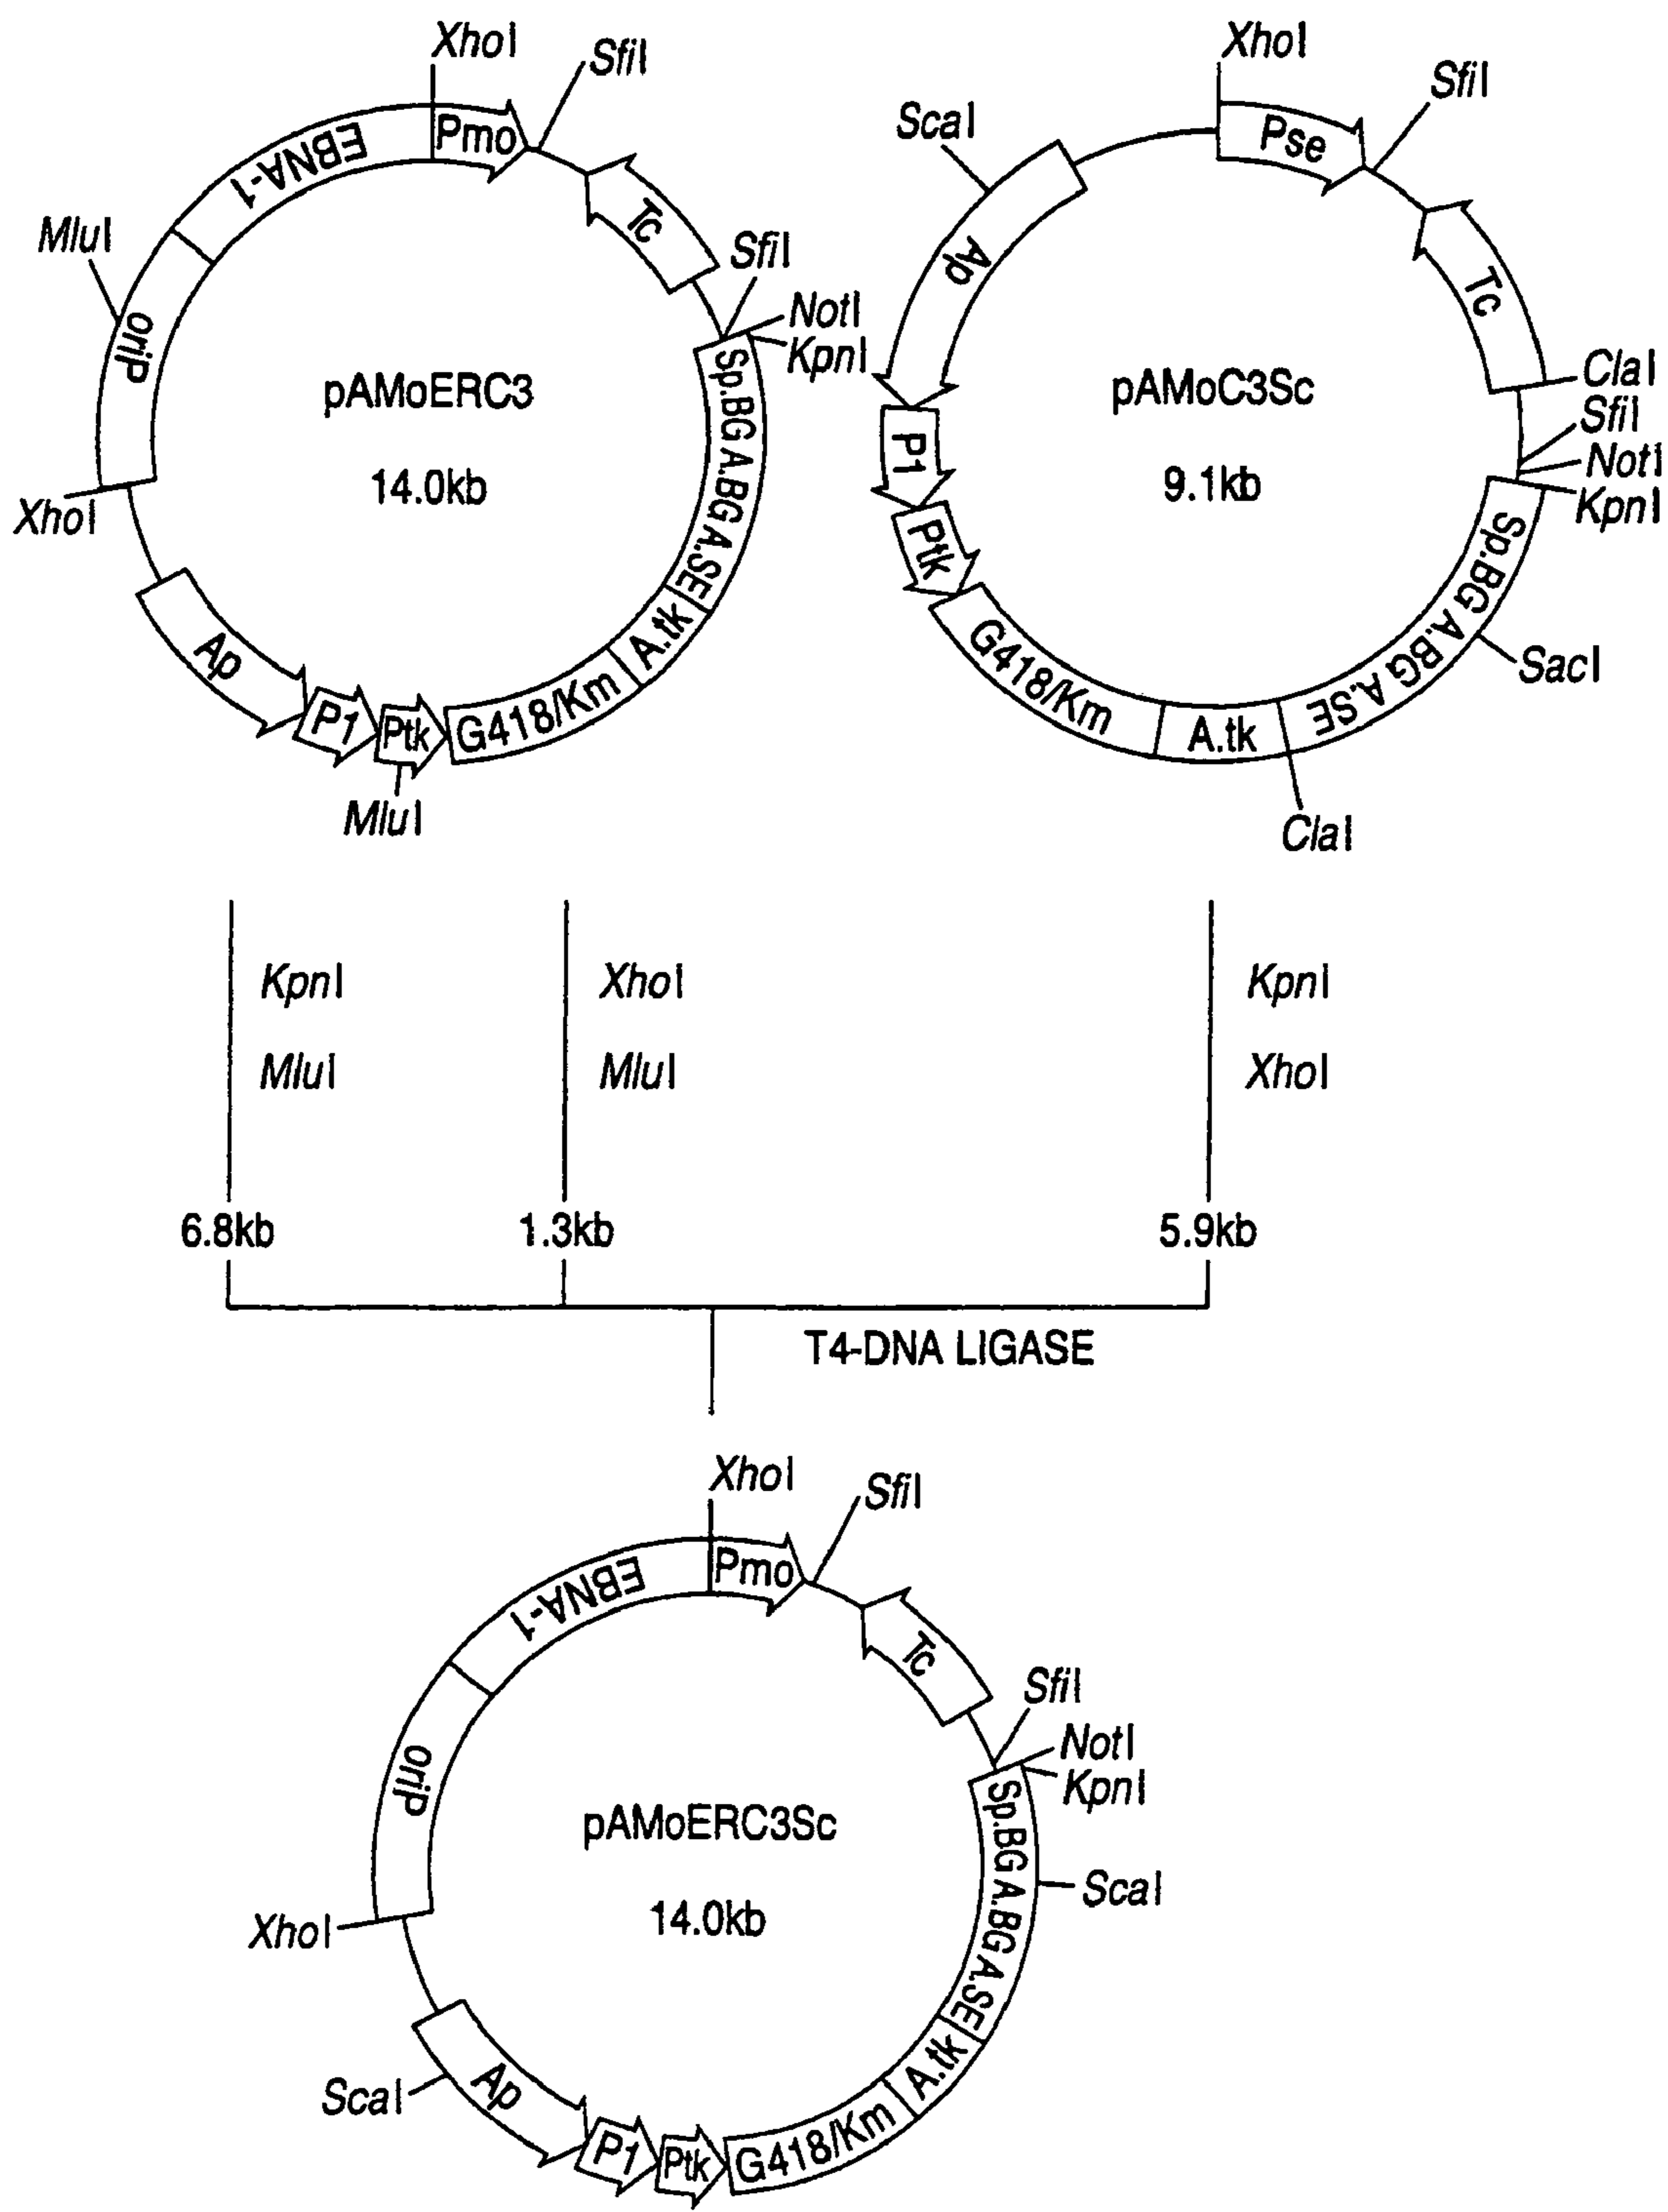 XhoI
SfiI
Pmo
EBNA-1
Tc
MluI
SfiI
NotI
KpnI
oriP
pAMoERC3
14.0kb
Sp.BG A.BG A.SE
XhoI
A.tk
Ap
G418/Km
P1
Ptk
MluI
XhoI
SfiI
Pse
ScaI
Ap
Tc
ClaI
SfiI
NotI
KpnI
pAMoC3Sc
9.1kb
P1
Ptk
Sp.BG A.BG A.SE
SacI
G418/Km
A.tk
ClaI
KpnI
MluI
XhoI
MluI
KpnI
XhoI
6.8kb
1.3kb
5.9kb
T4-DNA LIGASE
XhoI
SfiI
Pmo
EBNA-1
Tc
SfiI
NotI
KpnI
oriP
pAMoERC3Sc
14.0kb
Sp.BG A.BG A.SE
ScaI
XhoI
A.tk
ScaI
Ap
G418/Km
P1
Ptk